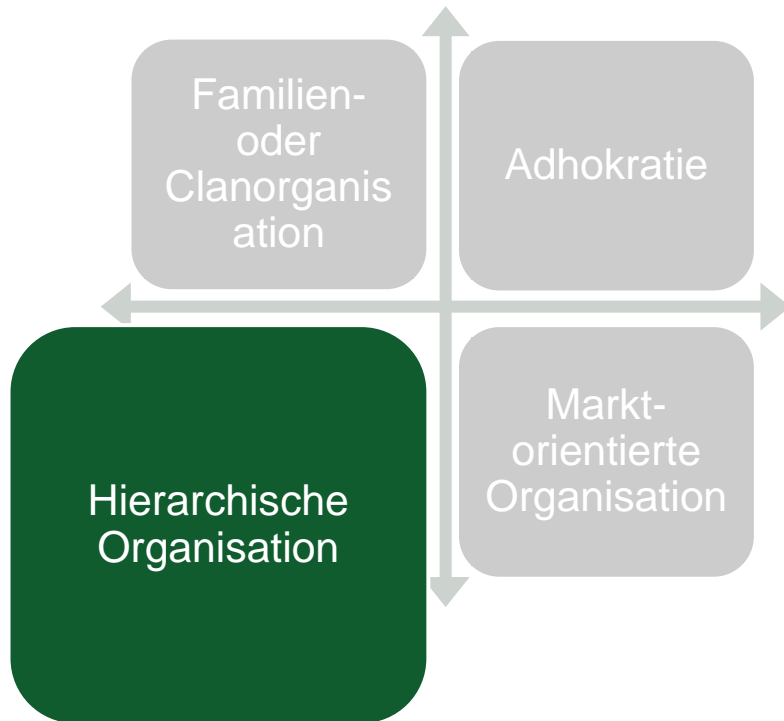 Familien-
oder
Clanorganis
ation
Adhokratie
Hierarchische
Organisation
Markt-
orientierte
Organisation